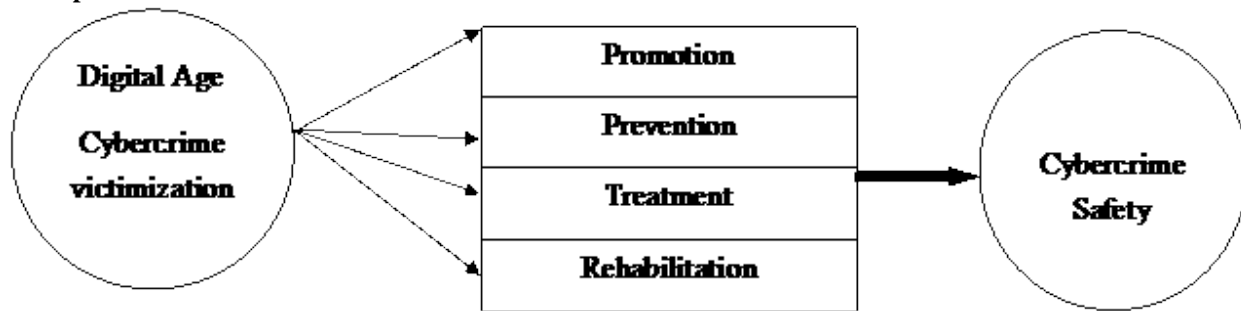 Digital Age
Cybercrime
victimization
Promotion
Prevention
Treatment
Rehabilitation
Cybercrime
Safety